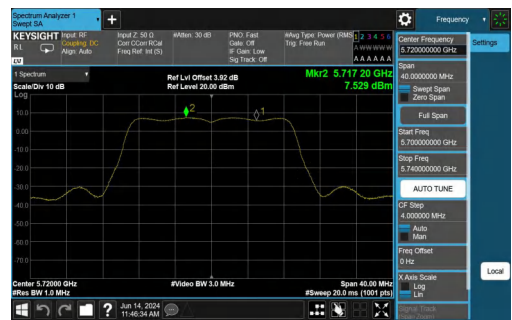 Spectrum Analyzer 1
Swept SA
Frequency
KEYSIGHT
Input: RF
Coupling: DC
Align: Auto
Input Z: 50 Ω
Corr CCorr RCal
Freq Ref: Int (S)
#Atten: 30 dB
PNO: Fast
Gate: Off
IF Gain: Low
Sig Track: Off
#Avg Type: Power (RMS)
Trig: Free Run
1 2 3 4 5 6
A W W W W W
A A A A A A
RL
1 Spectrum
Scale/Div 10 dB
Log
Ref Lvl Offset 3.92 dB
Ref Level 20.00 dBm
Mkr2 5.717 20 GHz
7.529 dBm
2
1
10.0
0.00
-10.0
-20.0
-30.0
-40.0
-50.0
-60.0
-70.0
Center 5.72000 GHz
#Res BW 1.0 MHz
#Video BW 3.0 MHz
Span 40.00 MHz
#Sweep 20.0 ms (1001 pts)
Center Frequency
5.720000000 GHz
Settings
Span
40.0000000 MHz
Swept Span
Zero Span
Full Span
Start Freq
5.700000000 GHz
Stop Freq
5.740000000 GHz
AUTO TUNE
CF Step
4.000000 MHz
Auto
Man
Freq Offset
0 Hz
X Axis Scale
Log
Lin
Signal Track
Local
Jun 14, 2024
11:46:34 AM